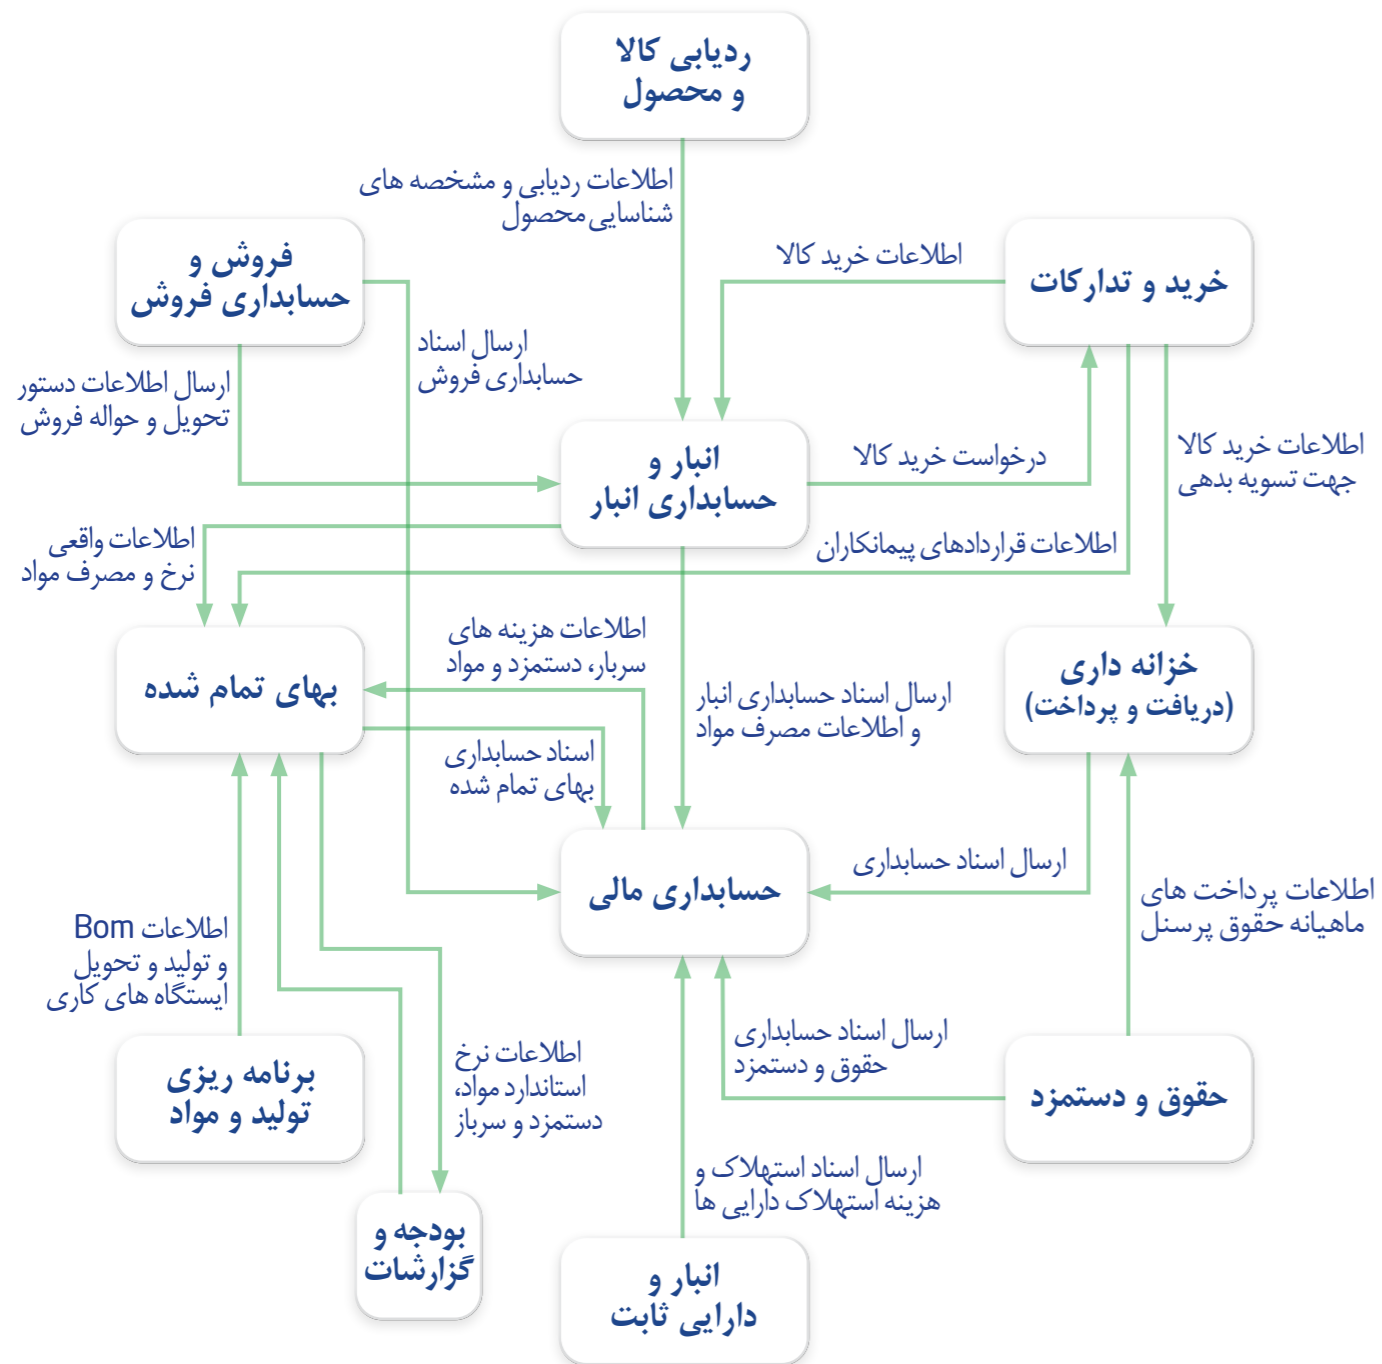 ردیابی کالا
و محصول
اطلاعات ردیابی و مشخصه های
شناسایی محصول
خرید و تدارکات
اطلاعات خرید کالا
فروش و
حسابداری فروش
ارسال اسناد
حسابداری فروش
ارسال اطلاعات دستور
تحویل و حواله فروش
اطلاعات خرید کالا
جهت تسویه بدهی
درخواست خرید کالا
انبار و
حسابداری انبار
اطلاعات قراردادهای پیمانکاران
اطلاعات واقعی
نرخ و مصرف مواد
خزانه داری
(دریافت و پرداخت)
ارسال اسناد حسابداری انبار
و اطلاعات مصرف مواد
اطلاعات هزینه های
سربار، دستمزد و مواد
بهای تمام شده
اسناد حسابداری
بهای تمام شده
ارسال اسناد حسابداری
حسابداری مالی
اطلاعات پرداخت های
ماهیانه حقوق پرسنل
اطلاعات Bom
و تولید و تحویل
ایستگاه های کاری
حقوق و دستمزد
ارسال اسناد حسابداری
حقوق و دستمزد
اطلاعات نرخ
استاندارد مواد،
دستمزد و سرباز
برنامه ریزی
تولید و مواد
ارسال اسناد استهلاک و
هزینه استهلاک دارایی ها
بودجه و
گزارشات
انبار و
دارایی ثابت